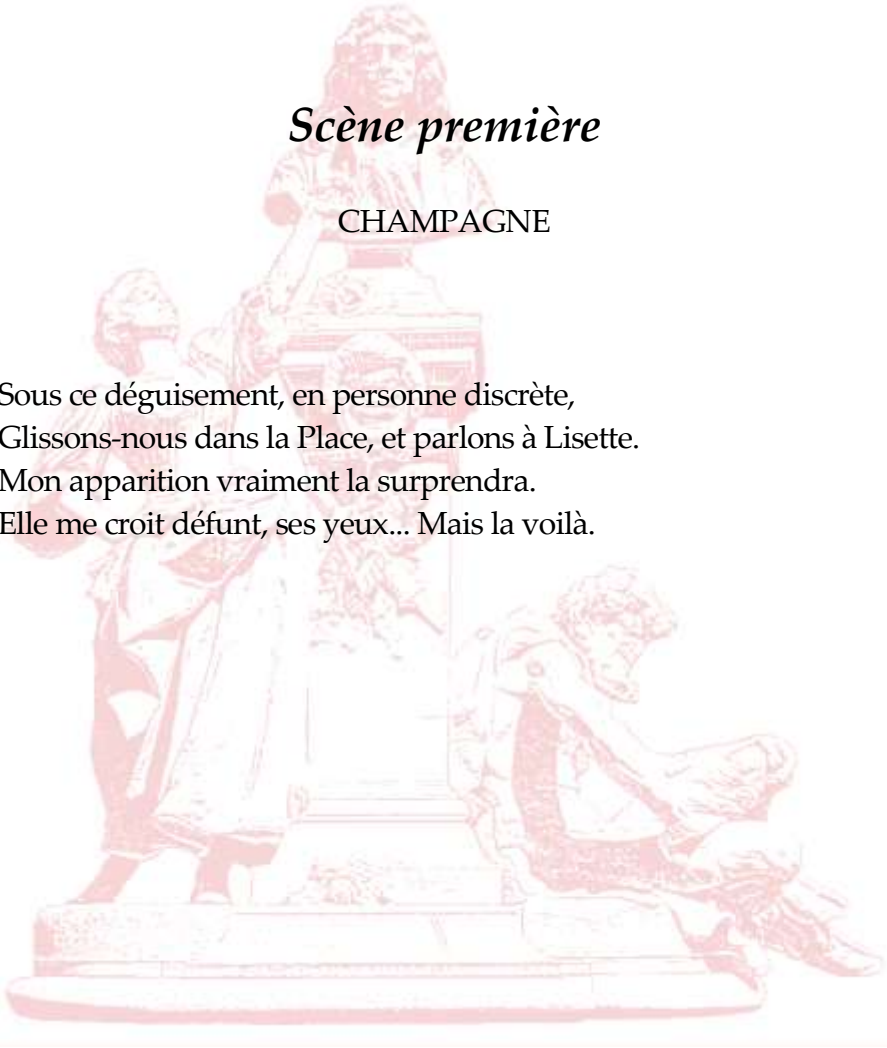 Scène première
CHAMPAGNE
Sous ce déguisement, en personne discrète,
Glissons-nous dans la Place, et parlons à Lisette.
Mon apparition vraiment la surprendra.
Elle me croit défunt, ses yeux... Mais la voilà.